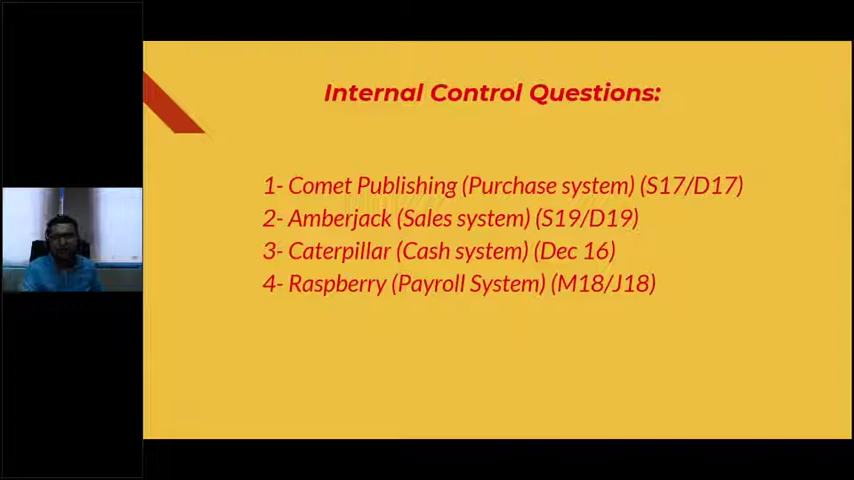 Internal Control Questions:
1- Comet Publishing (Purchase system) (S17/D17)
2- Amberjack (Sales system) (S19/D19)
3- Caterpillar (Cash system) (Dec 16)
4- Raspberry (Payroll System) (M18/J18)